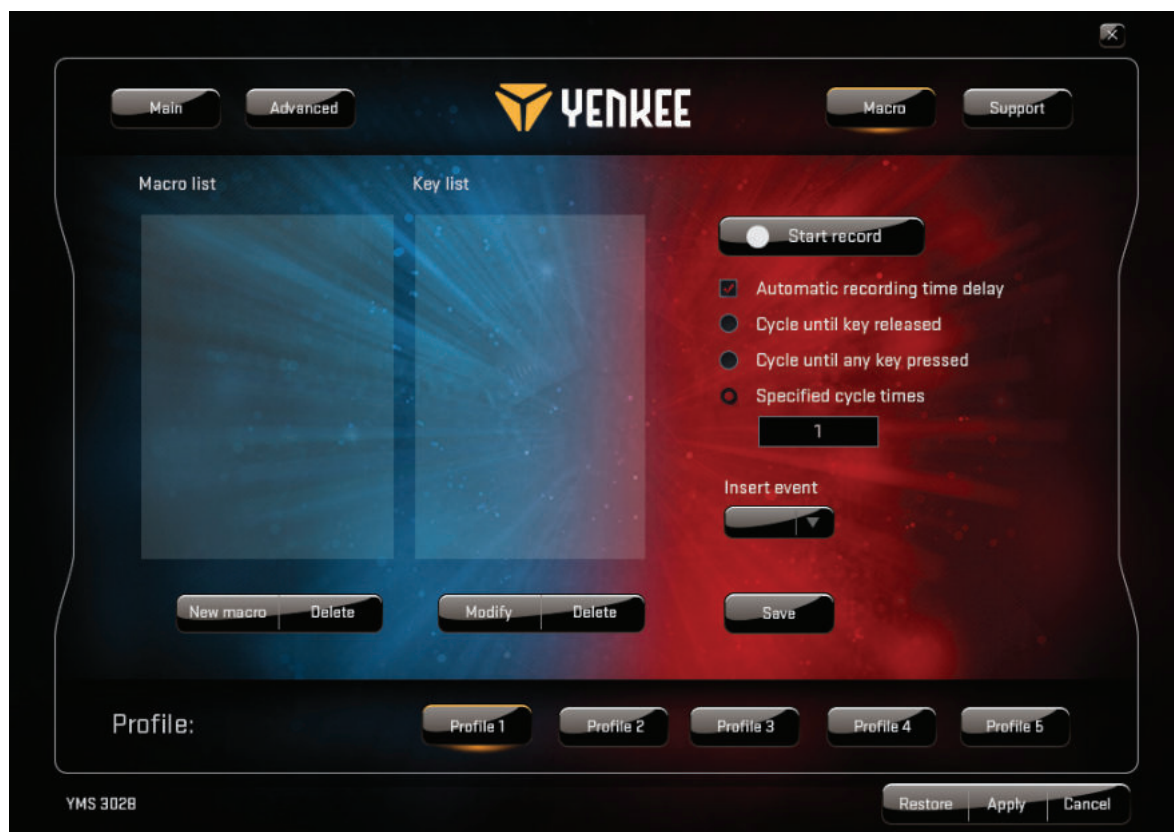 Main Advanced YENKEE Macro Support
Macro list Key list
Start record
Automatic recording time delay
Cycle until key released
Cycle until any key pressed
Specified cycle times
1
Insert event
New macro Delete Modify Delete Save
Profile: Profile 1 Profile 2 Profile 3 Profile 4 Profile 5
YMS 3028 Restore Apply Cancel